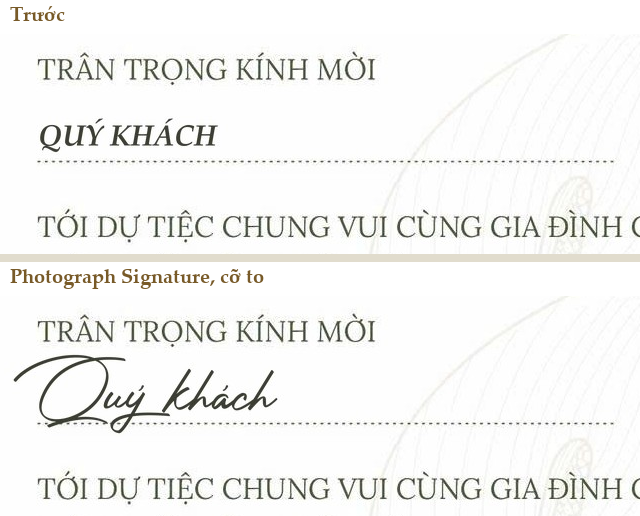 Trước
TRÂN TRỌNG KÍNH MỜI
QUÝ KHÁCH
TỚI DỰ TIỆC CHUNG VUI CÙNG GIA ĐÌNH
Photograph Signature, cỡ to
TRÂN TRỌNG KÍNH MỜI
Quý khách
TỚI DỰ TIỆC CHUNG VUI CÙNG GIA ĐÌNH